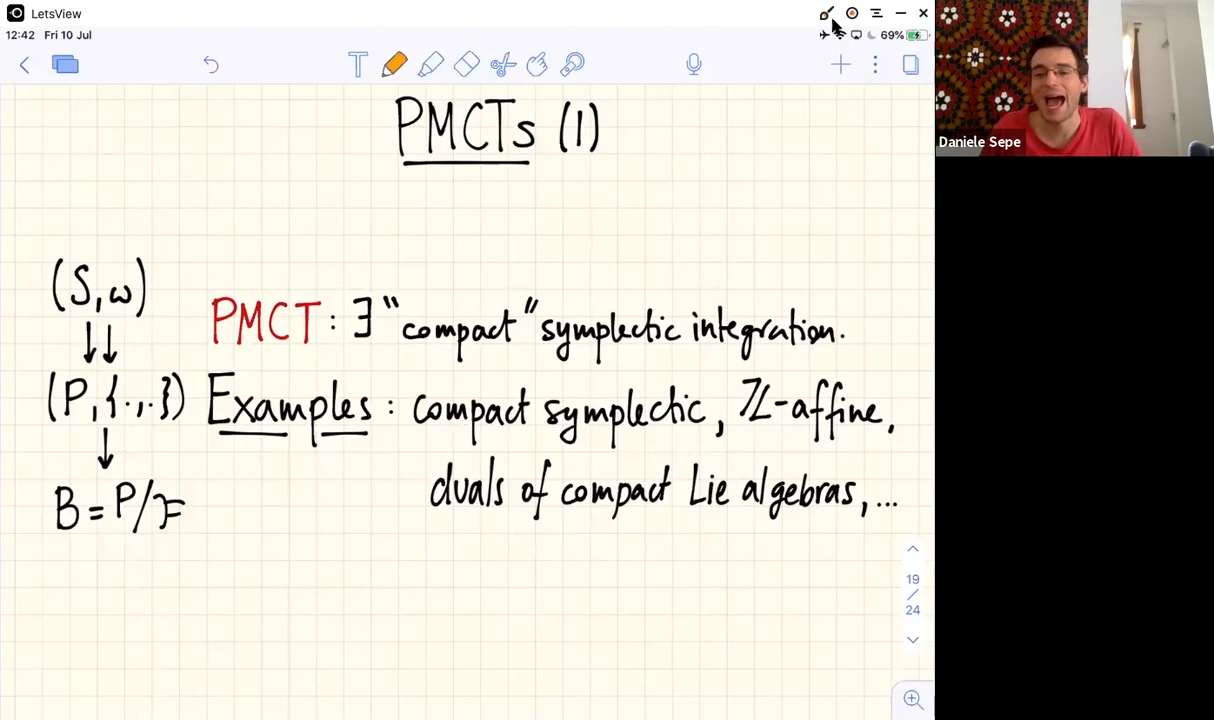 LetsView
12:42 Fri 10 Jul
69%
T
PMCTs (1)
Daniele Sepe
(S, ω)
PMCT : ∃ "compact" symplectic integration.
(P, {·,·})
Examples : compact symplectic, ℤ-affine,
B = P/ℱ
duals of compact Lie algebras, ...
19
/
24